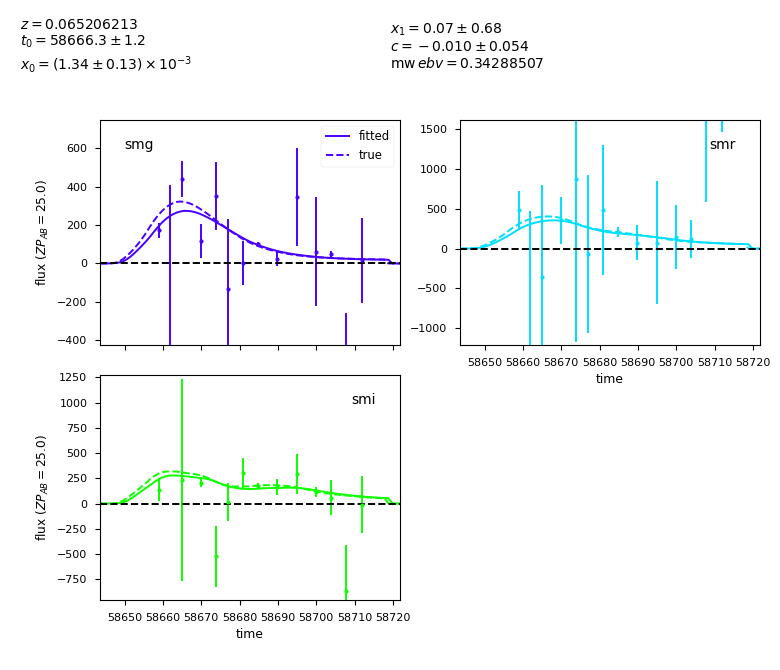 z = 0.065206213
t₀ = 58666.3 ± 1.2
x₀ = (1.34 ± 0.13) × 10⁻³
x₁ = 0.07 ± 0.68
c = −0.010 ± 0.054
mw ebv = 0.34288507
smg
fitted
true
flux (ZP_AB = 25.0)
600
400
200
0
−200
−400
smr
1500
1000
500
0
−500
−1000
58650 58660 58670 58680 58690 58700 58710 58720
time
smi
flux (ZP_AB = 25.0)
1250
1000
750
500
250
0
−250
−500
−750
58650 58660 58670 58680 58690 58700 58710 58720
time